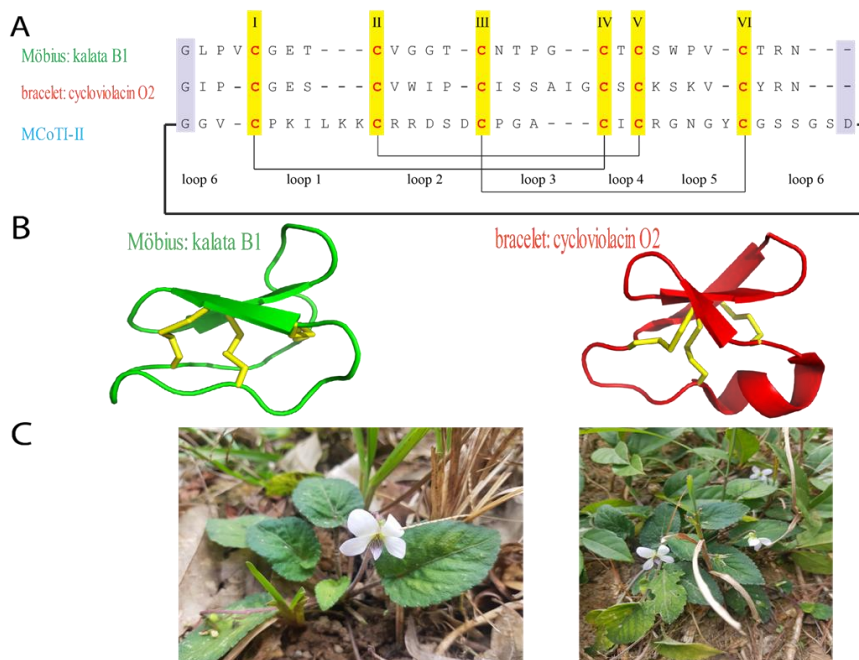 A
I II III IV V VI
Möbius: kalata B1 G L P V C G E T - - - C V G G T - C N T P G - - C T C S W P V - C T R N - - -
bracelet: cycloviolacin O2 G I P - C G E S - - - C V W I P - C I S S A I G C S C K S K V - C Y R N - - -
MCoTI-II G G V - C P K I L K K C R R D S D C P G A - - - C I C R G N G Y C G S S G S D
loop 6 loop 1 loop 2 loop 3 loop 4 loop 5 loop 6
B
Möbius: kalata B1 bracelet: cycloviolacin O2
C